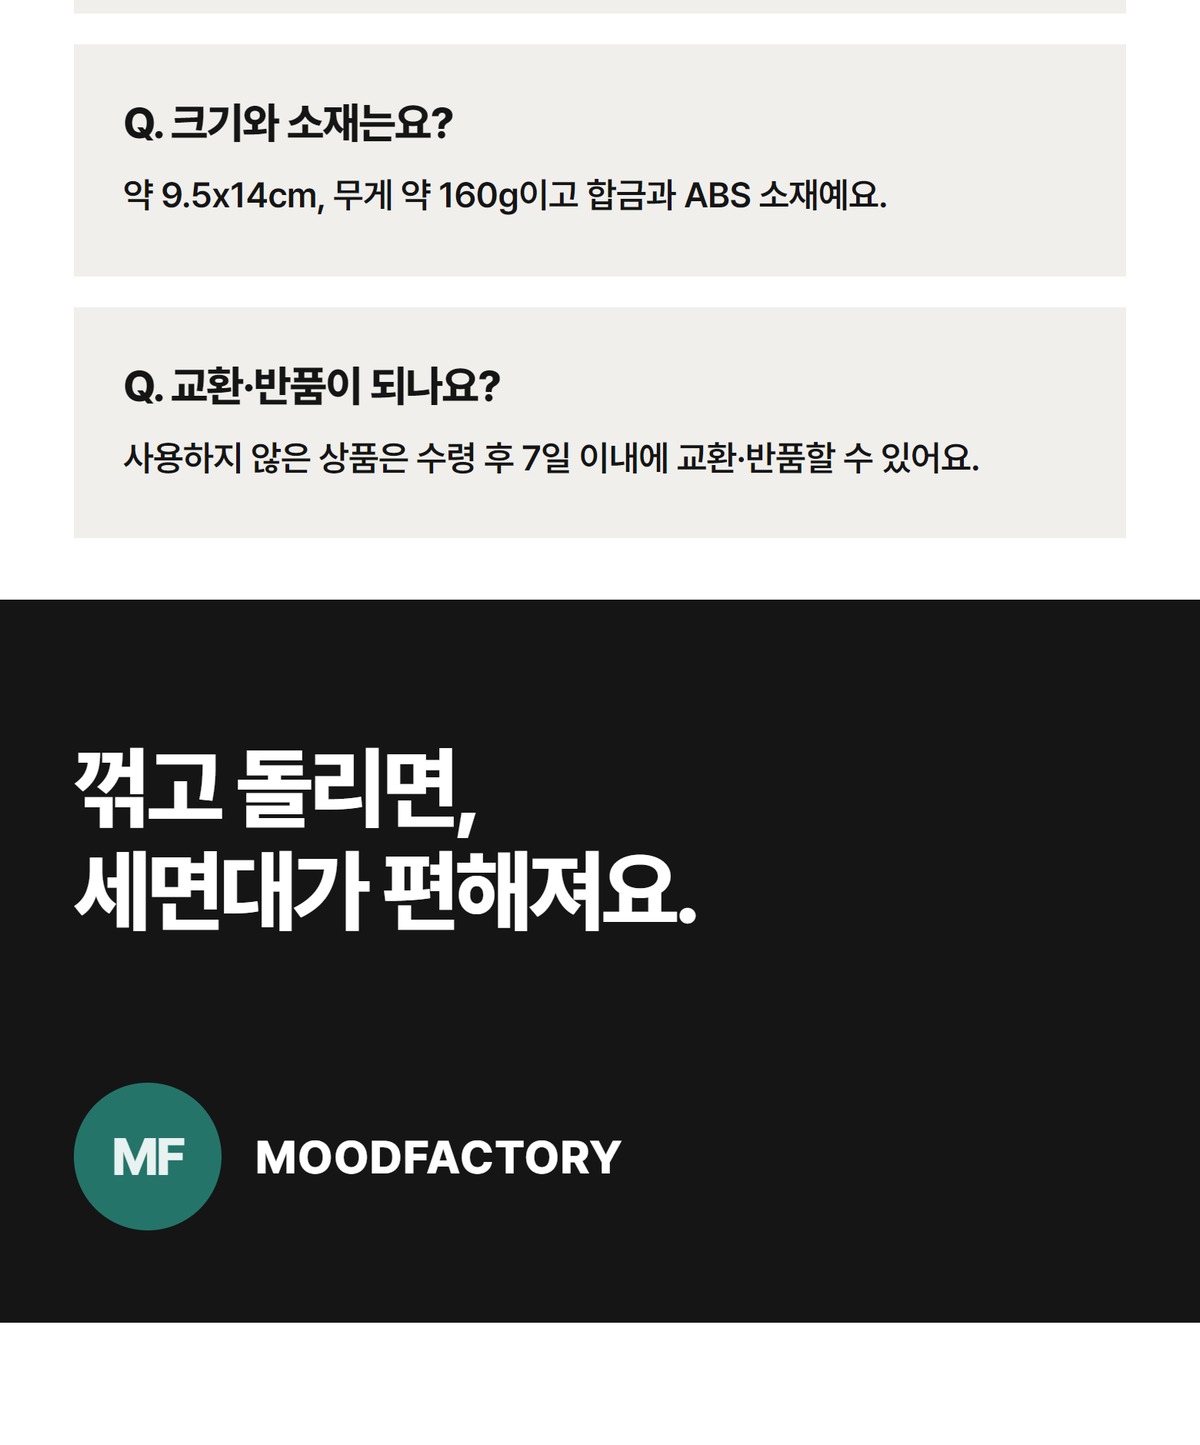 Q. 크기와 소재는요?
약 9.5x14cm, 무게 약 160g이고 합금과 ABS 소재예요.
Q. 교환·반품이 되나요?
사용하지 않은 상품은 수령 후 7일 이내에 교환·반품할 수 있어요.
꺾고 돌리면,
세면대가 편해져요.
MF
MOODFACTORY